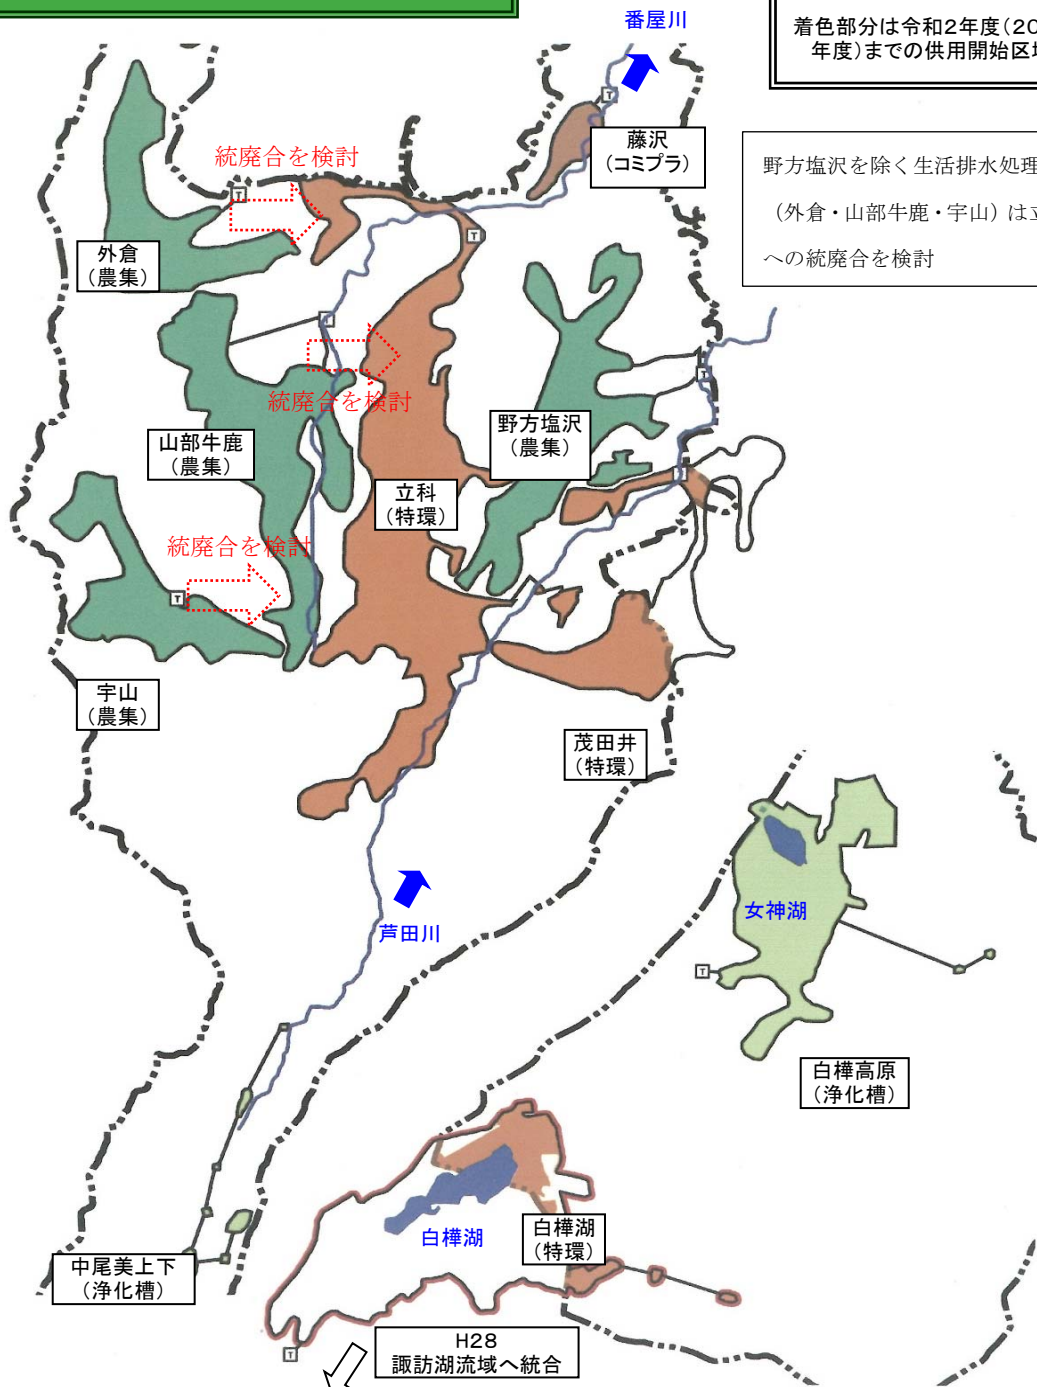 番屋川
着色部分は令和2年度(20
年度)までの供用開始区域
統廃合を検討
藤沢
(コミプラ)
野方塩沢を除く生活排水処理
(外倉・山部牛鹿・宇山)は立
への統廃合を検討
T
T
T
外倉
(農集)
統廃合を検討
T
山部牛鹿
(農集)
野方塩沢
(農集)
立科
(特環)
統廃合を検討
T
宇山
(農集)
茂田井
(特環)
女神湖
芦田川
T
白樺高原
(浄化槽)
白樺湖
白樺湖
(特環)
中尾美上下
(浄化槽)
H28
諏訪湖流域へ統合
T